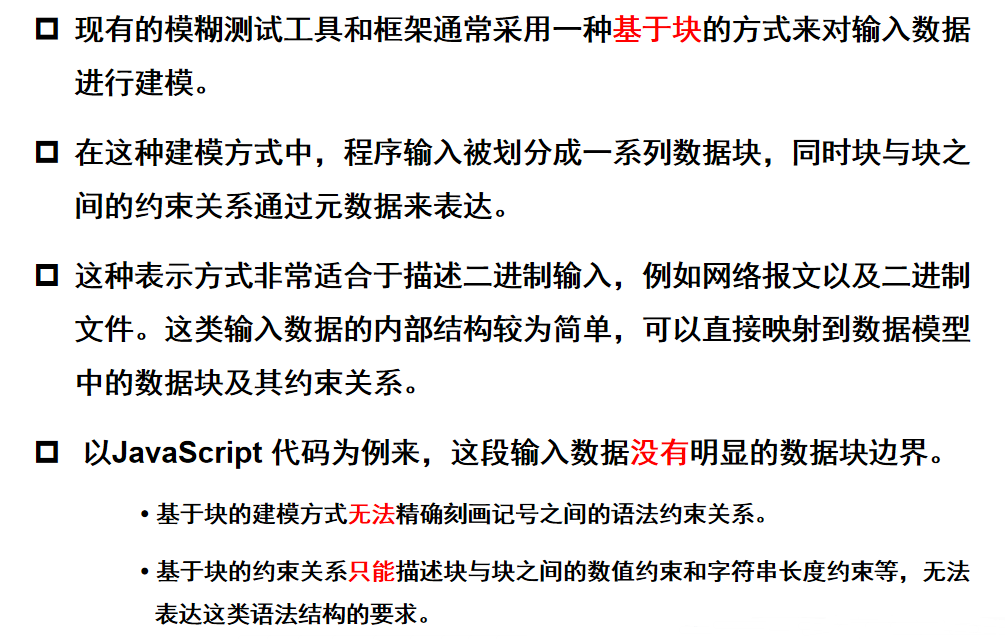 现有的模糊测试工具和框架通常采用一种基于块的方式来对输入数据
进行建模。
在这种建模方式中，程序输入被划分成一系列数据块，同时块与块之
间的约束关系通过元数据来表达。
这种表示方式非常适合于描述二进制输入，例如网络报文以及二进制
文件。这类输入数据的内部结构较为简单，可以直接映射到数据模型
中的数据块及其约束关系。
以JavaScript 代码为例来，这段输入数据没有明显的数据块边界。
• 基于块的建模方式无法精确刻画记号之间的语法约束关系。
• 基于块的约束关系只能描述块与块之间的数值约束和字符串长度约束等，无法
表达这类语法结构的要求。